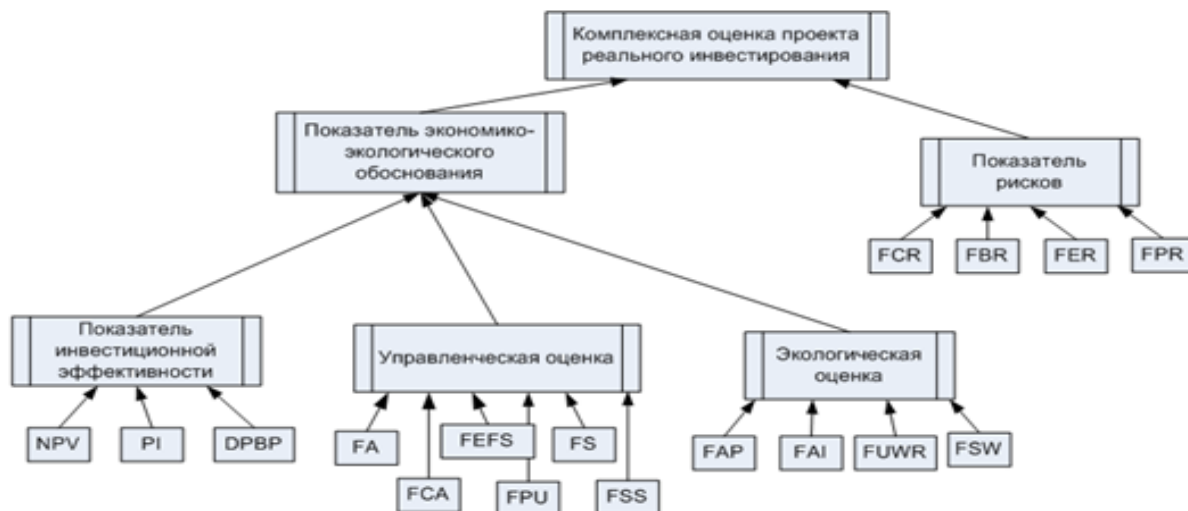 Комплексная оценка проекта
реального инвестирования
Показатель экономико-
экологического
обоснования
Показатель
рисков
FCR
FBR
FER
FPR
Показатель
инвестиционной
эффективности
Управленческая оценка
Экологическая
оценка
NPV
PI
DPBP
FA
FEFS
FS
FCA
FPU
FSS
FAP
FAI
FUWR
FSW